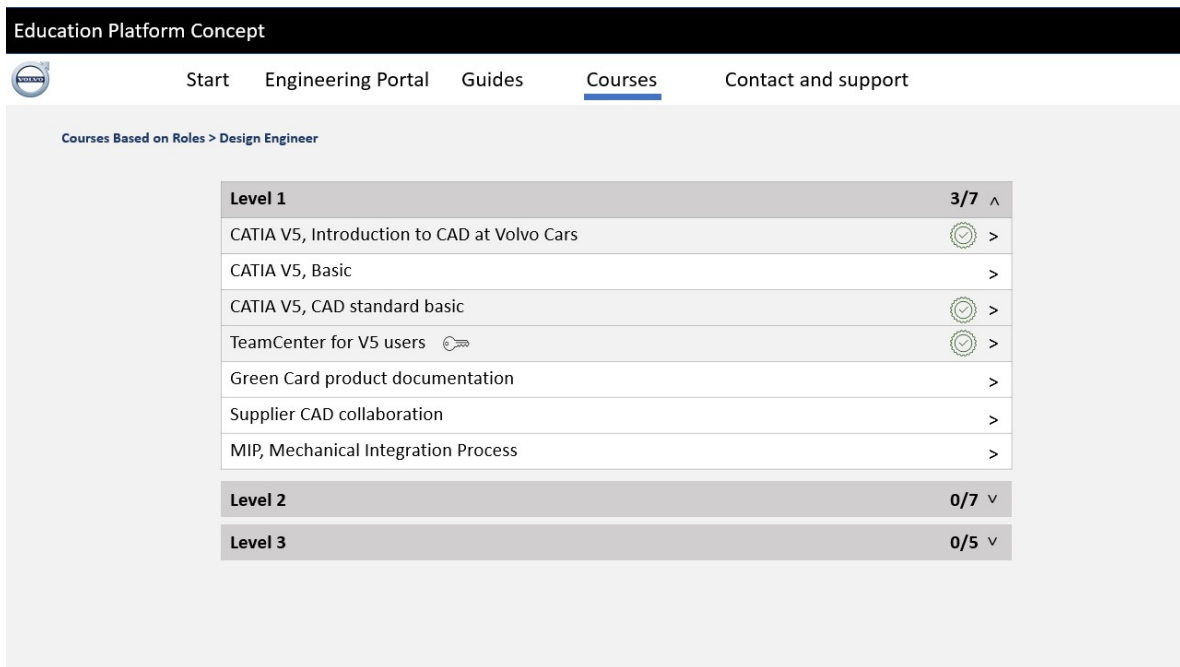 Education Platform Concept
VOLVO
Start Engineering Portal Guides Courses Contact and support
Courses Based on Roles > Design Engineer
Level 1 3/7 ^
CATIA V5, Introduction to CAD at Volvo Cars >
CATIA V5, Basic >
CATIA V5, CAD standard basic >
TeamCenter for V5 users >
Green Card product documentation >
Supplier CAD collaboration >
MIP, Mechanical Integration Process >
Level 2 0/7 v
Level 3 0/5 v